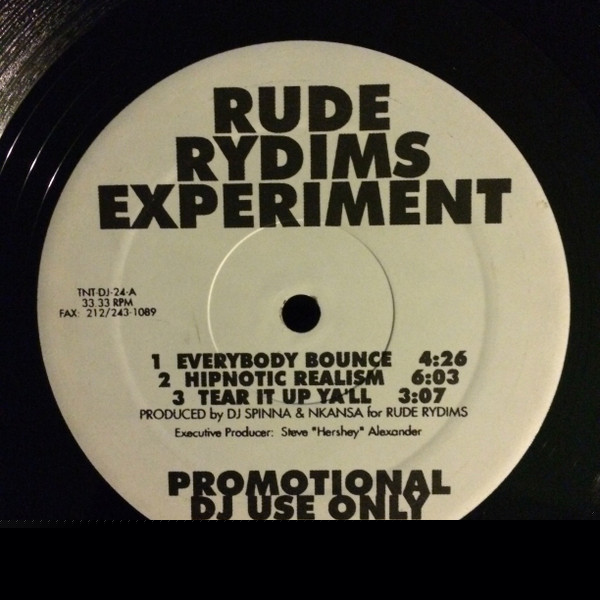 RUDE
RYDIMS
EXPERIMENT
TNT-DJ-24-A
33.33 RPM
FAX: 212/243-1089
1 EVERYBODY BOUNCE 4:26
2 HIPNOTIC REALISM 6:03
3 TEAR IT UP YA'LL 3:07
PRODUCED by DJ SPINNA & NKANSA for RUDE RYDIMS
Executive Producer: Steve "Hershey" Alexander
PROMOTIONAL
DJ USE ONLY